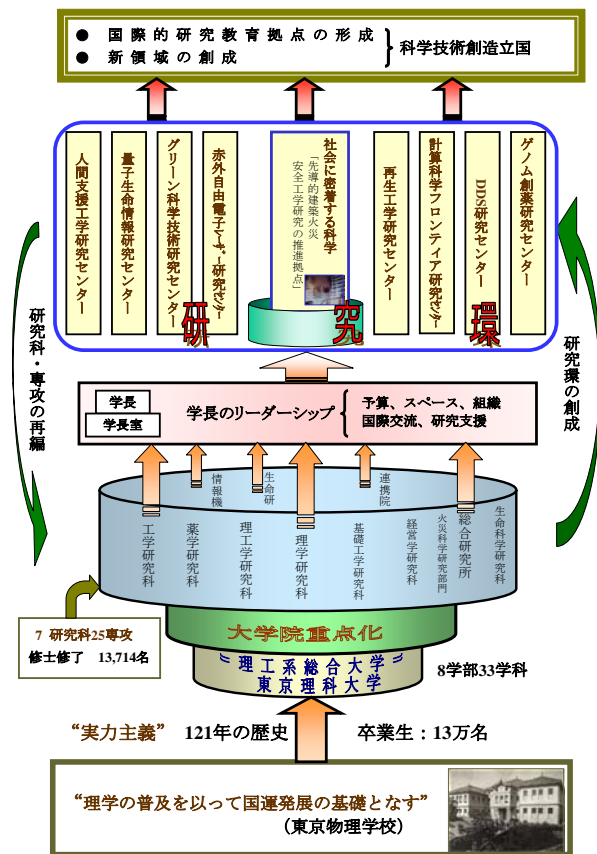 ● 国際的研究教育拠点の形成
● 新領域の創成
科学技術創造立国
人間支援工学研究センター
量子生命情報研究センター
グリーン科学技術研究センター
赤外自由電子レーザー研究センター
社会に密着する科学
「先導的建築火災
安全工学研究の推進拠点」
再生工学研究センター
計算科学フロンティア研究センター
DDS研究センター
ゲノム創薬研究センター
研 究 環
研究科・専攻の再編
研究環の創成
学長
学長室
学長のリーダーシップ
予算、スペース、組織
国際交流、研究支援
情報機
生命研
連携院
工学研究科
薬学研究科
理工学研究科
理学研究科
基礎工学研究科
経営学研究科
火災科学研究部門
総合研究所
生命科学研究科
大学院重点化
7 研究科25専攻
修士修了 13,714名
＝理工系総合大学＝
東京理科大学
8学部33学科
“実力主義” 121年の歴史 卒業生：13万名
“理学の普及を以って国運発展の基礎となす”
（東京物理学校）